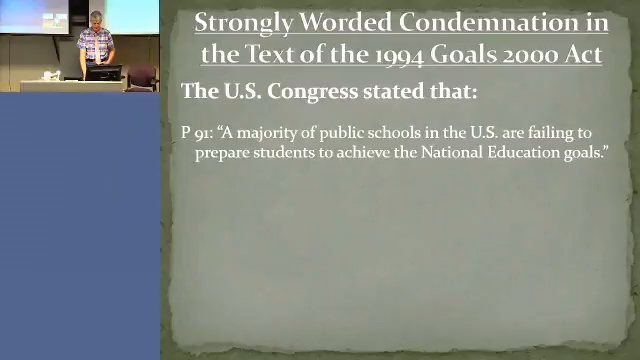 Strongly Worded Condemnation in
the Text of the 1994 Goals 2000 Act
The U.S. Congress stated that:
P 91: “A majority of public schools in the U.S. are failing to
prepare students to achieve the National Education goals.”